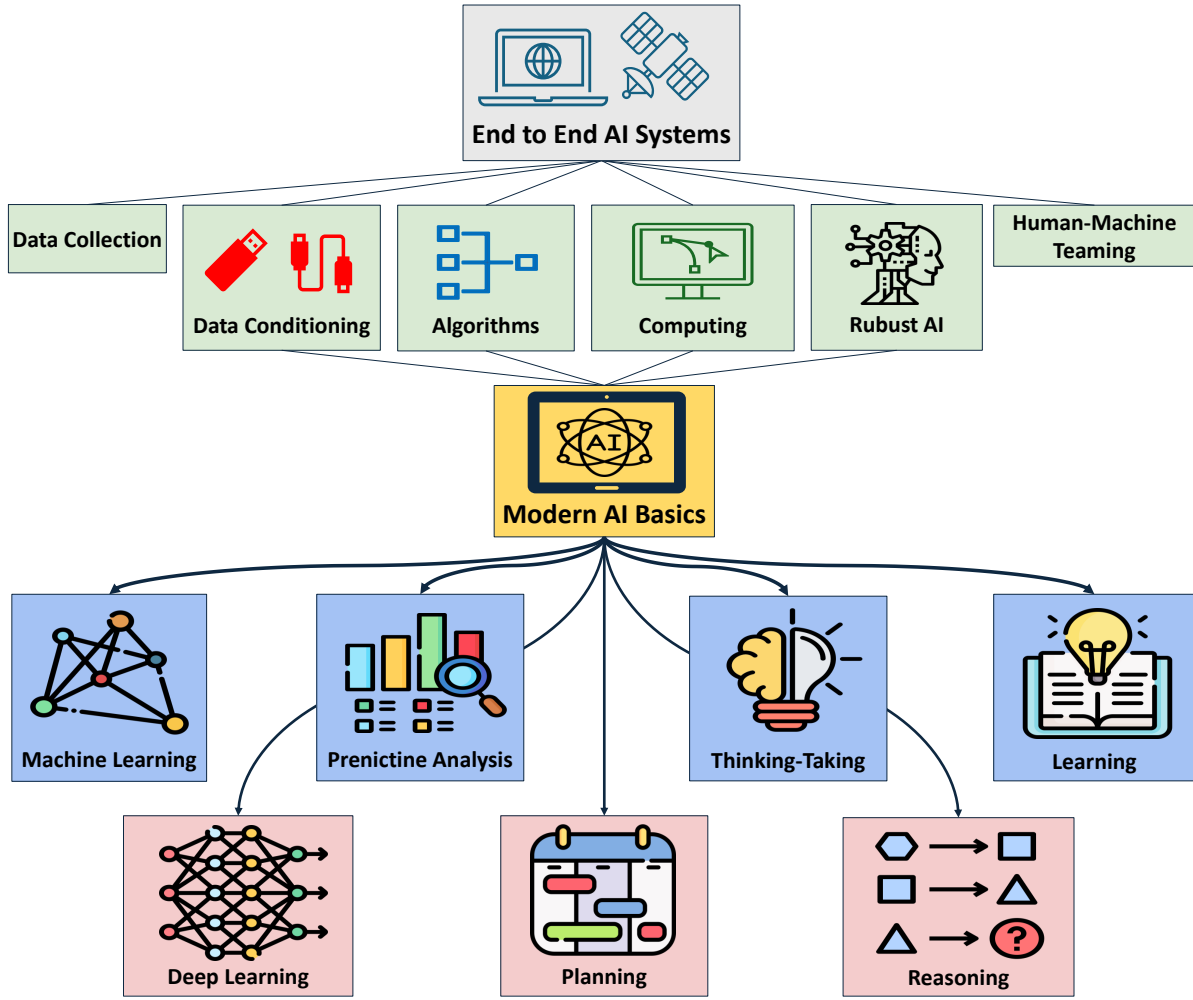 End to End AI Systems
Data Collection
Human-Machine
Teaming
Data Conditioning
Algorithms
Computing
Rubust AI
AI
Modern AI Basics
Machine Learning
Prenictine Analysis
Thinking-Taking
Learning
?
Deep Learning
Planning
Reasoning